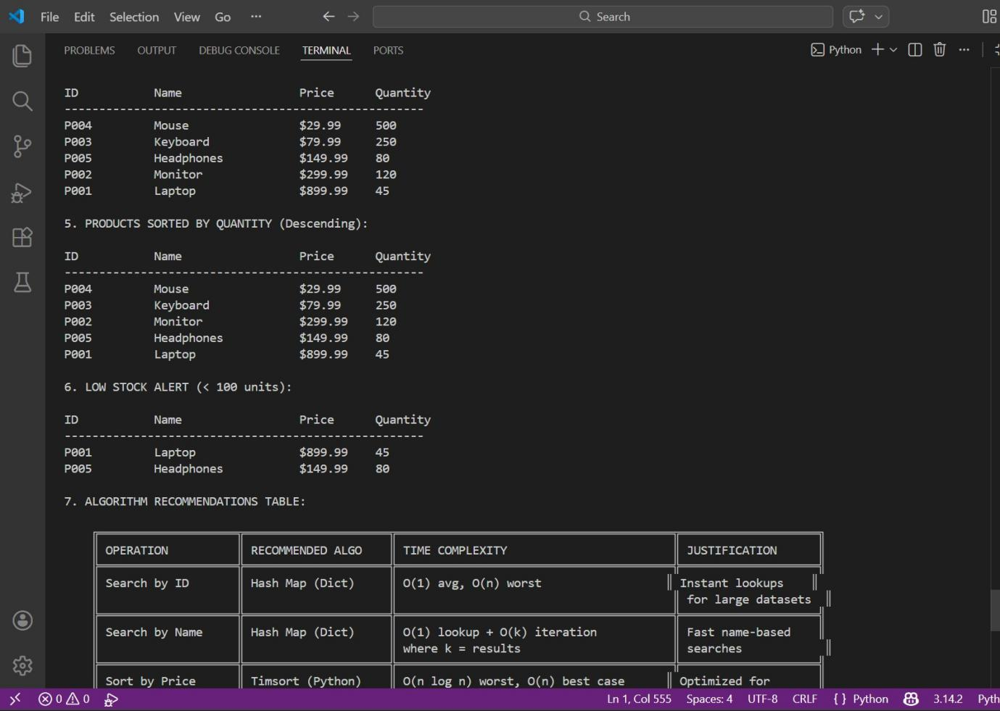 File Edit Selection View Go ··· Search
PROBLEMS OUTPUT DEBUG CONSOLE TERMINAL PORTS Python
ID Name Price Quantity
----------------------------------------------------
P004 Mouse $29.99 500
P003 Keyboard $79.99 250
P005 Headphones $149.99 80
P002 Monitor $299.99 120
P001 Laptop $899.99 45
5. PRODUCTS SORTED BY QUANTITY (Descending):
ID Name Price Quantity
----------------------------------------------------
P004 Mouse $29.99 500
P003 Keyboard $79.99 250
P002 Monitor $299.99 120
P005 Headphones $149.99 80
P001 Laptop $899.99 45
6. LOW STOCK ALERT (< 100 units):
ID Name Price Quantity
----------------------------------------------------
P001 Laptop $899.99 45
P005 Headphones $149.99 80
7. ALGORITHM RECOMMENDATIONS TABLE:
OPERATION RECOMMENDED ALGO TIME COMPLEXITY JUSTIFICATION
Search by ID Hash Map (Dict) O(1) avg, O(n) worst Instant lookups
for large datasets
Search by Name Hash Map (Dict) O(1) lookup + O(k) iteration Fast name-based
where k = results searches
Sort by Price Timsort (Python) O(n log n) worst, O(n) best case Optimized for
0 0 Ln 1, Col 555 Spaces: 4 UTF-8 CRLF { } Python 3.14.2 Pyth